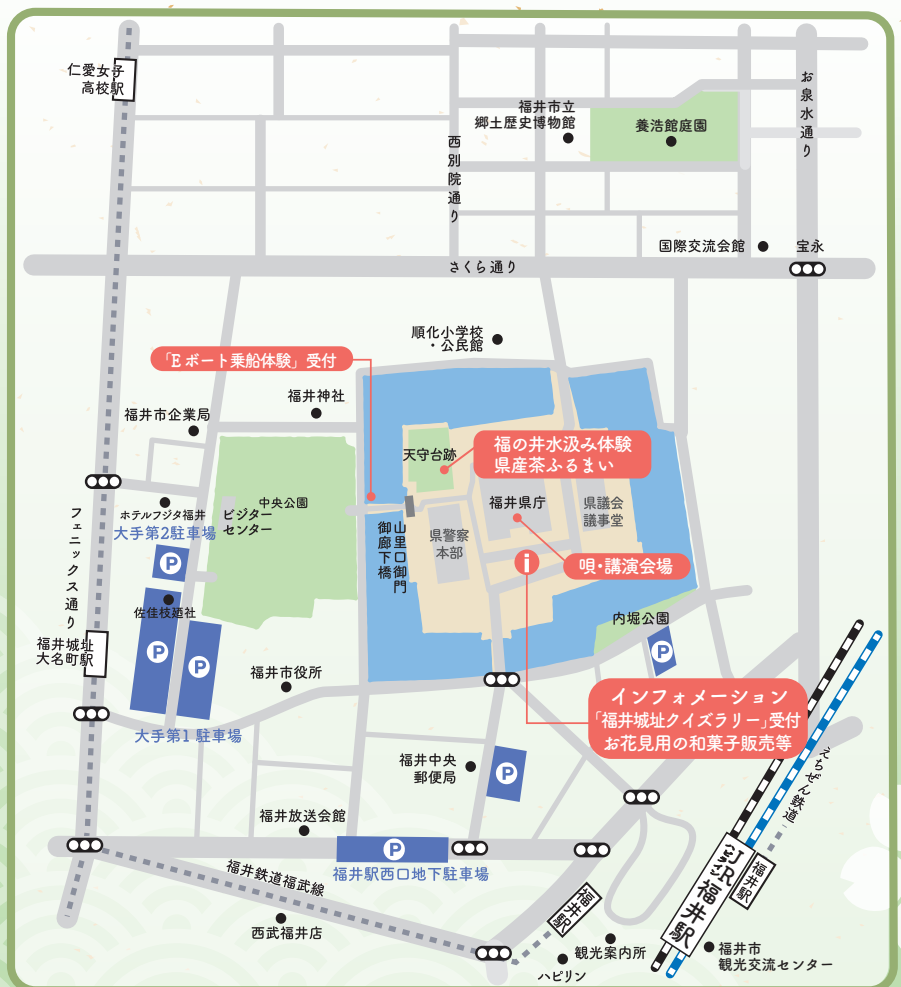 仁愛女子
高校駅
福井市立
郷土歴史博物館
養浩館庭園
お泉水通り
西別院通り
国際交流会館
宝永
さくら通り
順化小学校
・公民館
「Eボート乗船体験」受付
福井神社
福井市企業局
天守台跡
福の井水汲み体験
県産茶ふるまい
中央公園
ホテルフジタ福井
ビジター
センター
大手第2駐車場
P
フェニックス通り
山里口御門
御廊下橋
県警察
本部
福井県庁
県議会
議事堂
i
唄・講演会場
佐佳枝廼社
P
P
内堀公園
P
福井城址
大名町駅
福井市役所
インフォメーション
「福井城址クイズラリー」受付
お花見用の和菓子販売等
大手第1駐車場
福井中央
郵便局
P
えちぜん鉄道
福井放送会館
P
福井駅西口地下駐車場
福井鉄道福武線
西武福井店
福井駅
JR福井駅
福井駅
観光案内所
ハピリン
福井市
観光交流センター